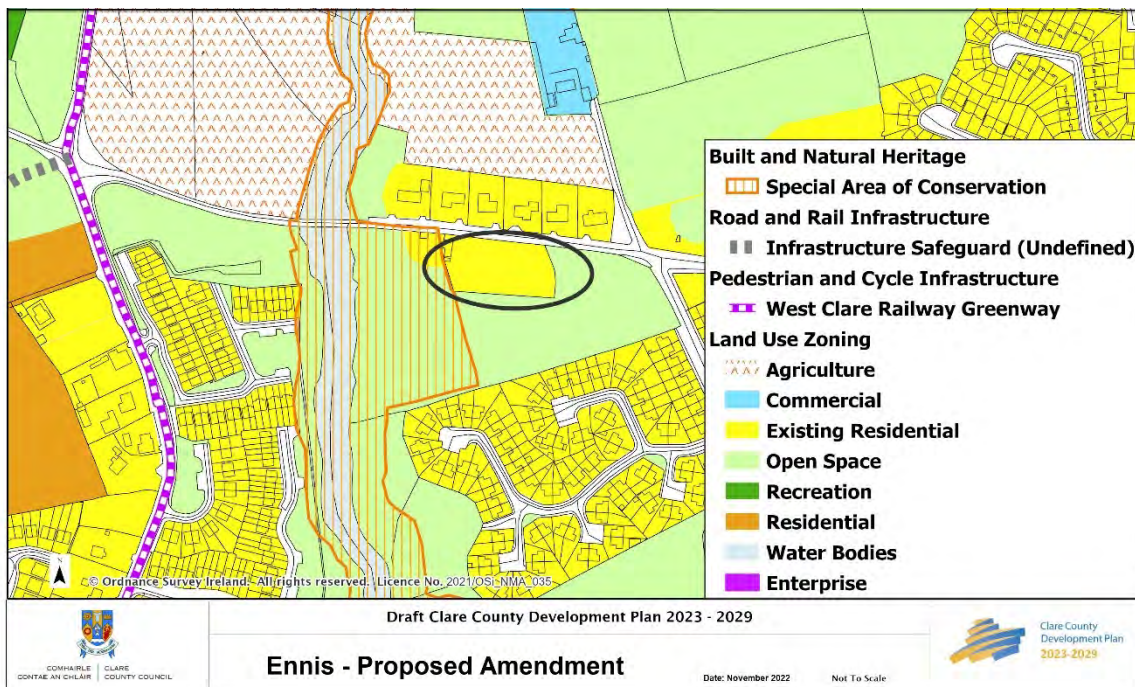 Built and Natural Heritage
Special Area of Conservation
Road and Rail Infrastructure
Infrastructure Safeguard (Undefined)
Pedestrian and Cycle Infrastructure
West Clare Railway Greenway
Land Use Zoning
Agriculture
Commercial
Existing Residential
Open Space
Recreation
Residential
Water Bodies
Enterprise
N
© Ordnance Survey Ireland. All rights reserved. Licence No. 2021/OSi_NMA_035
COMHAIRLE CONTAE AN CHLÁIR
CLARE COUNTY COUNCIL
Draft Clare County Development Plan 2023 - 2029
Ennis - Proposed Amendment
Date: November 2022
Not To Scale
Clare County
Development Plan
2023-2029